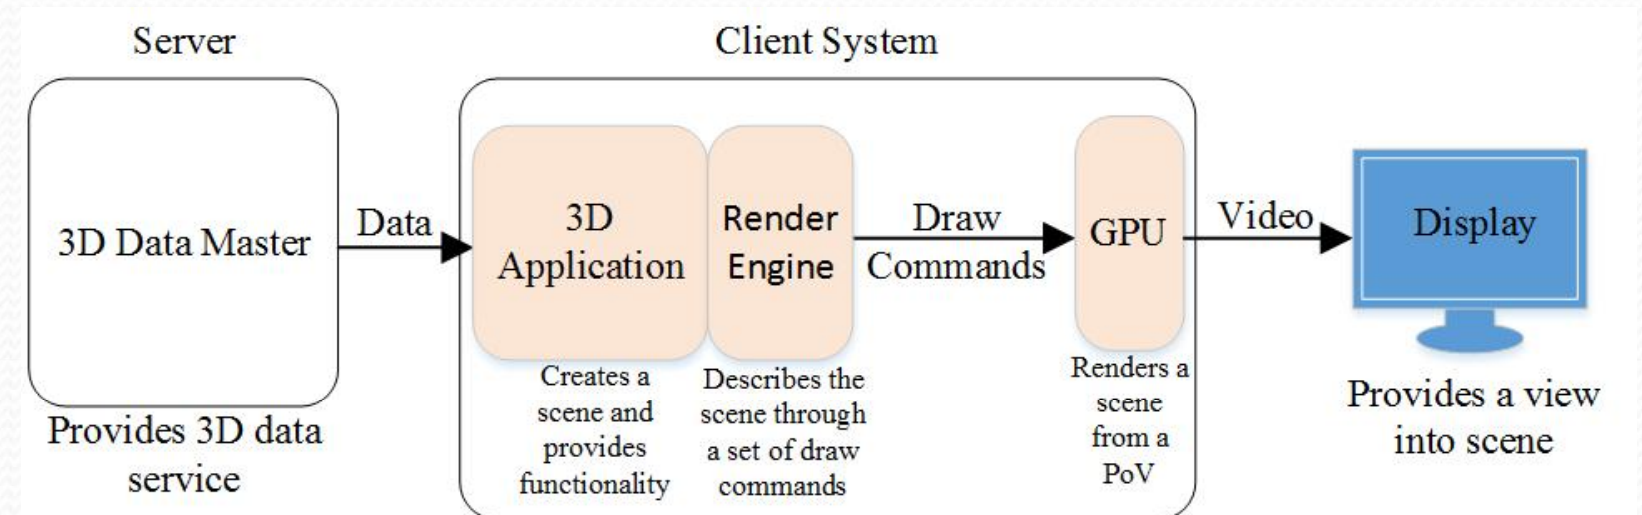 Server
Client System
3D Data Master
Data
3D
Application
Render
Engine
Draw
Commands
GPU
Video
Display
Provides 3D data
service
Creates a
scene and
provides
functionality
Describes the
scene through
a set of draw
commands
Renders a
scene
from a
PoV
Provides a view
into scene